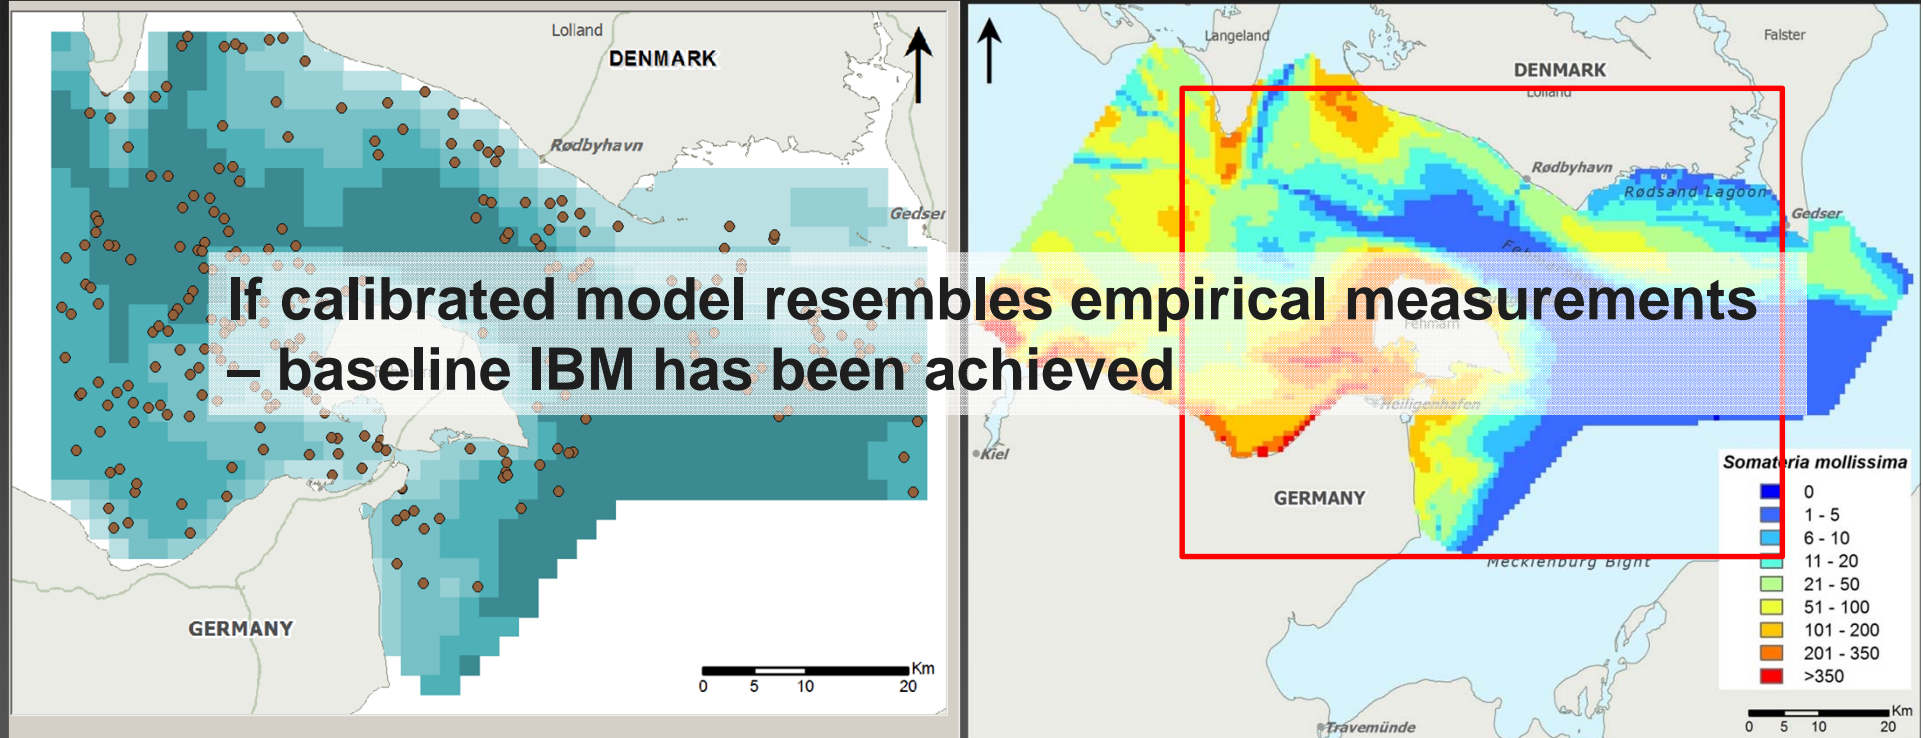 Lolland
DENMARK
Rødbyhavn
Gedser
GERMANY
Km
0 5 10 20
If calibrated model resembles empirical measurements
– baseline IBM has been achieved
Langeland
Falster
DENMARK
Lolland
Rødbyhavn
Rødsand Lagoon
Gedser
Fehmarn
Heiligenhafen
Kiel
GERMANY
Mecklenburg Bight
Travemünde
Somateria mollissima
0
1 - 5
6 - 10
11 - 20
21 - 50
51 - 100
101 - 200
201 - 350
>350
Km
0 5 10 20